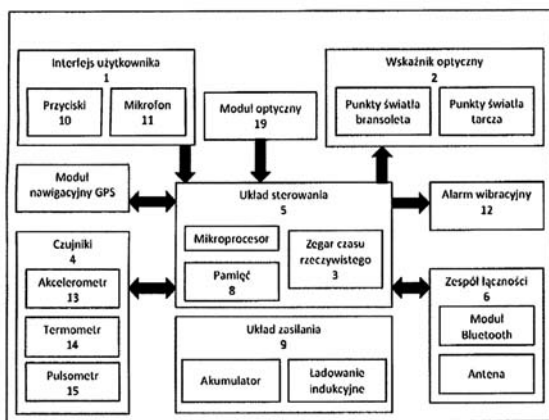 Interfejs użytkownika
1
Przyciski
10
Mikrofon
11
Moduł optyczny
19
Wskaźnik optyczny
2
Punkty światła
bransoleta
Punkty światła
tarcza
Moduł
nawigacyjny GPS
Układ sterowania
5
Mikroprocesor
Pamięć
8
Zegar czasu
rzeczywistego
3
Alarm wibracyjny
12
Czujniki
4
Akcelerometr
13
Termometr
14
Pulsometr
15
Zespół łączności
6
Moduł
Bluetooth
Antena
Układ zasilania
9
Akumulator
Ładowanie
indukcyjne